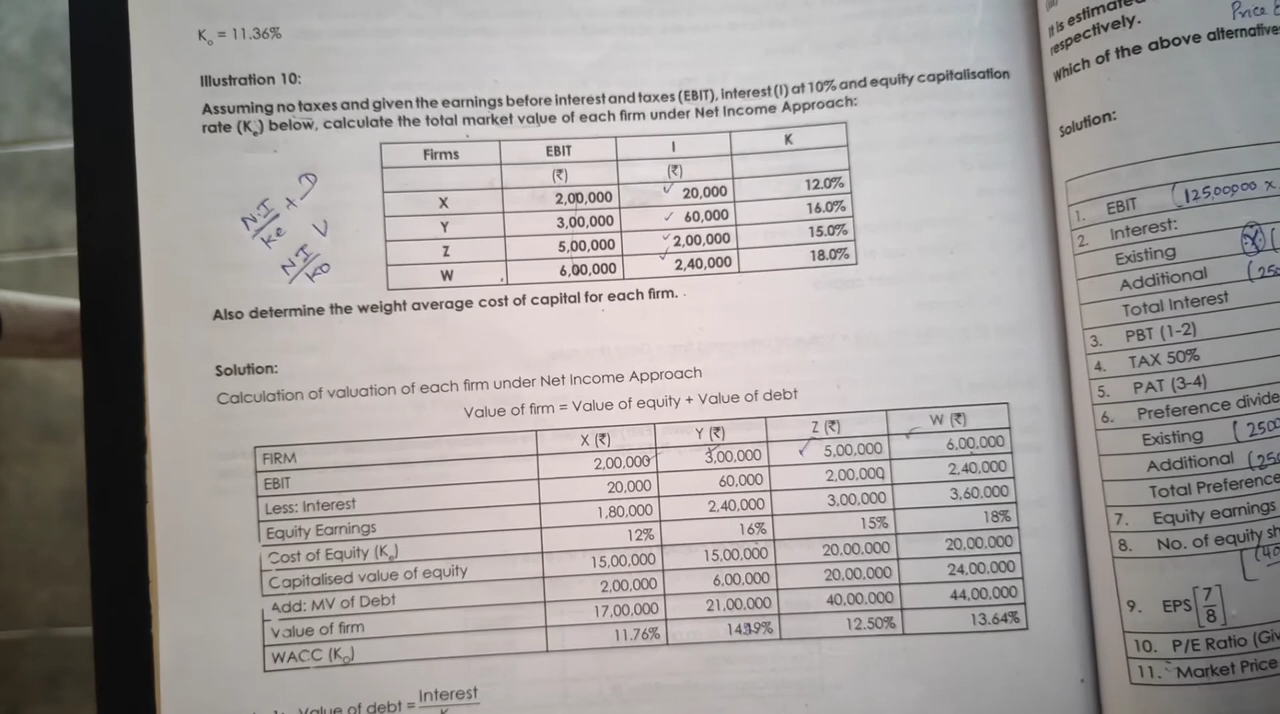 K₀ = 11.36%
Illustration 10:
Assuming no taxes and given the earnings before interest and taxes (EBIT), interest (I) at 10% and equity capitalisation
rate (Kₑ) below, calculate the total market value of each firm under Net Income Approach:
Firms EBIT I K
(₹) (₹)
X 2,00,000 20,000 12.0%
Y 3,00,000 60,000 16.0%
Z 5,00,000 2,00,000 15.0%
W 6,00,000 2,40,000 18.0%
N.I / Ke + D
NI / Ko V
Also determine the weight average cost of capital for each firm.
Solution:
Calculation of valuation of each firm under Net Income Approach
Value of firm = Value of equity + Value of debt
FIRM X (₹) Y (₹) Z (₹) W (₹)
EBIT 2,00,000 3,00,000 5,00,000 6,00,000
Less: Interest 20,000 60,000 2,00,000 2,40,000
Equity Earnings 1,80,000 2,40,000 3,00,000 3,60,000
Cost of Equity (Kₑ) 12% 16% 15% 18%
Capitalised value of equity 15,00,000 15,00,000 20,00,000 20,00,000
Add: MV of Debt 2,00,000 6,00,000 20,00,000 24,00,000
Value of firm 17,00,000 21,00,000 40,00,000 44,00,000
WACC (K₀) 11.76% 12.50% 13.64%
Value of debt = Interest
It is estimated
Price
respectively.
Which of the above alternative
Solution:
1. EBIT (12500000 x
2. Interest:
Existing
Additional (250
Total Interest
3. PBT (1-2)
4. TAX 50%
5. PAT (3-4)
6. Preference divide
Existing (2500
Additional (250
Total Preference
7. Equity earnings
8. No. of equity sh
(40
9. EPS [7/8]
10. P/E Ratio (Giv
11. Market Price